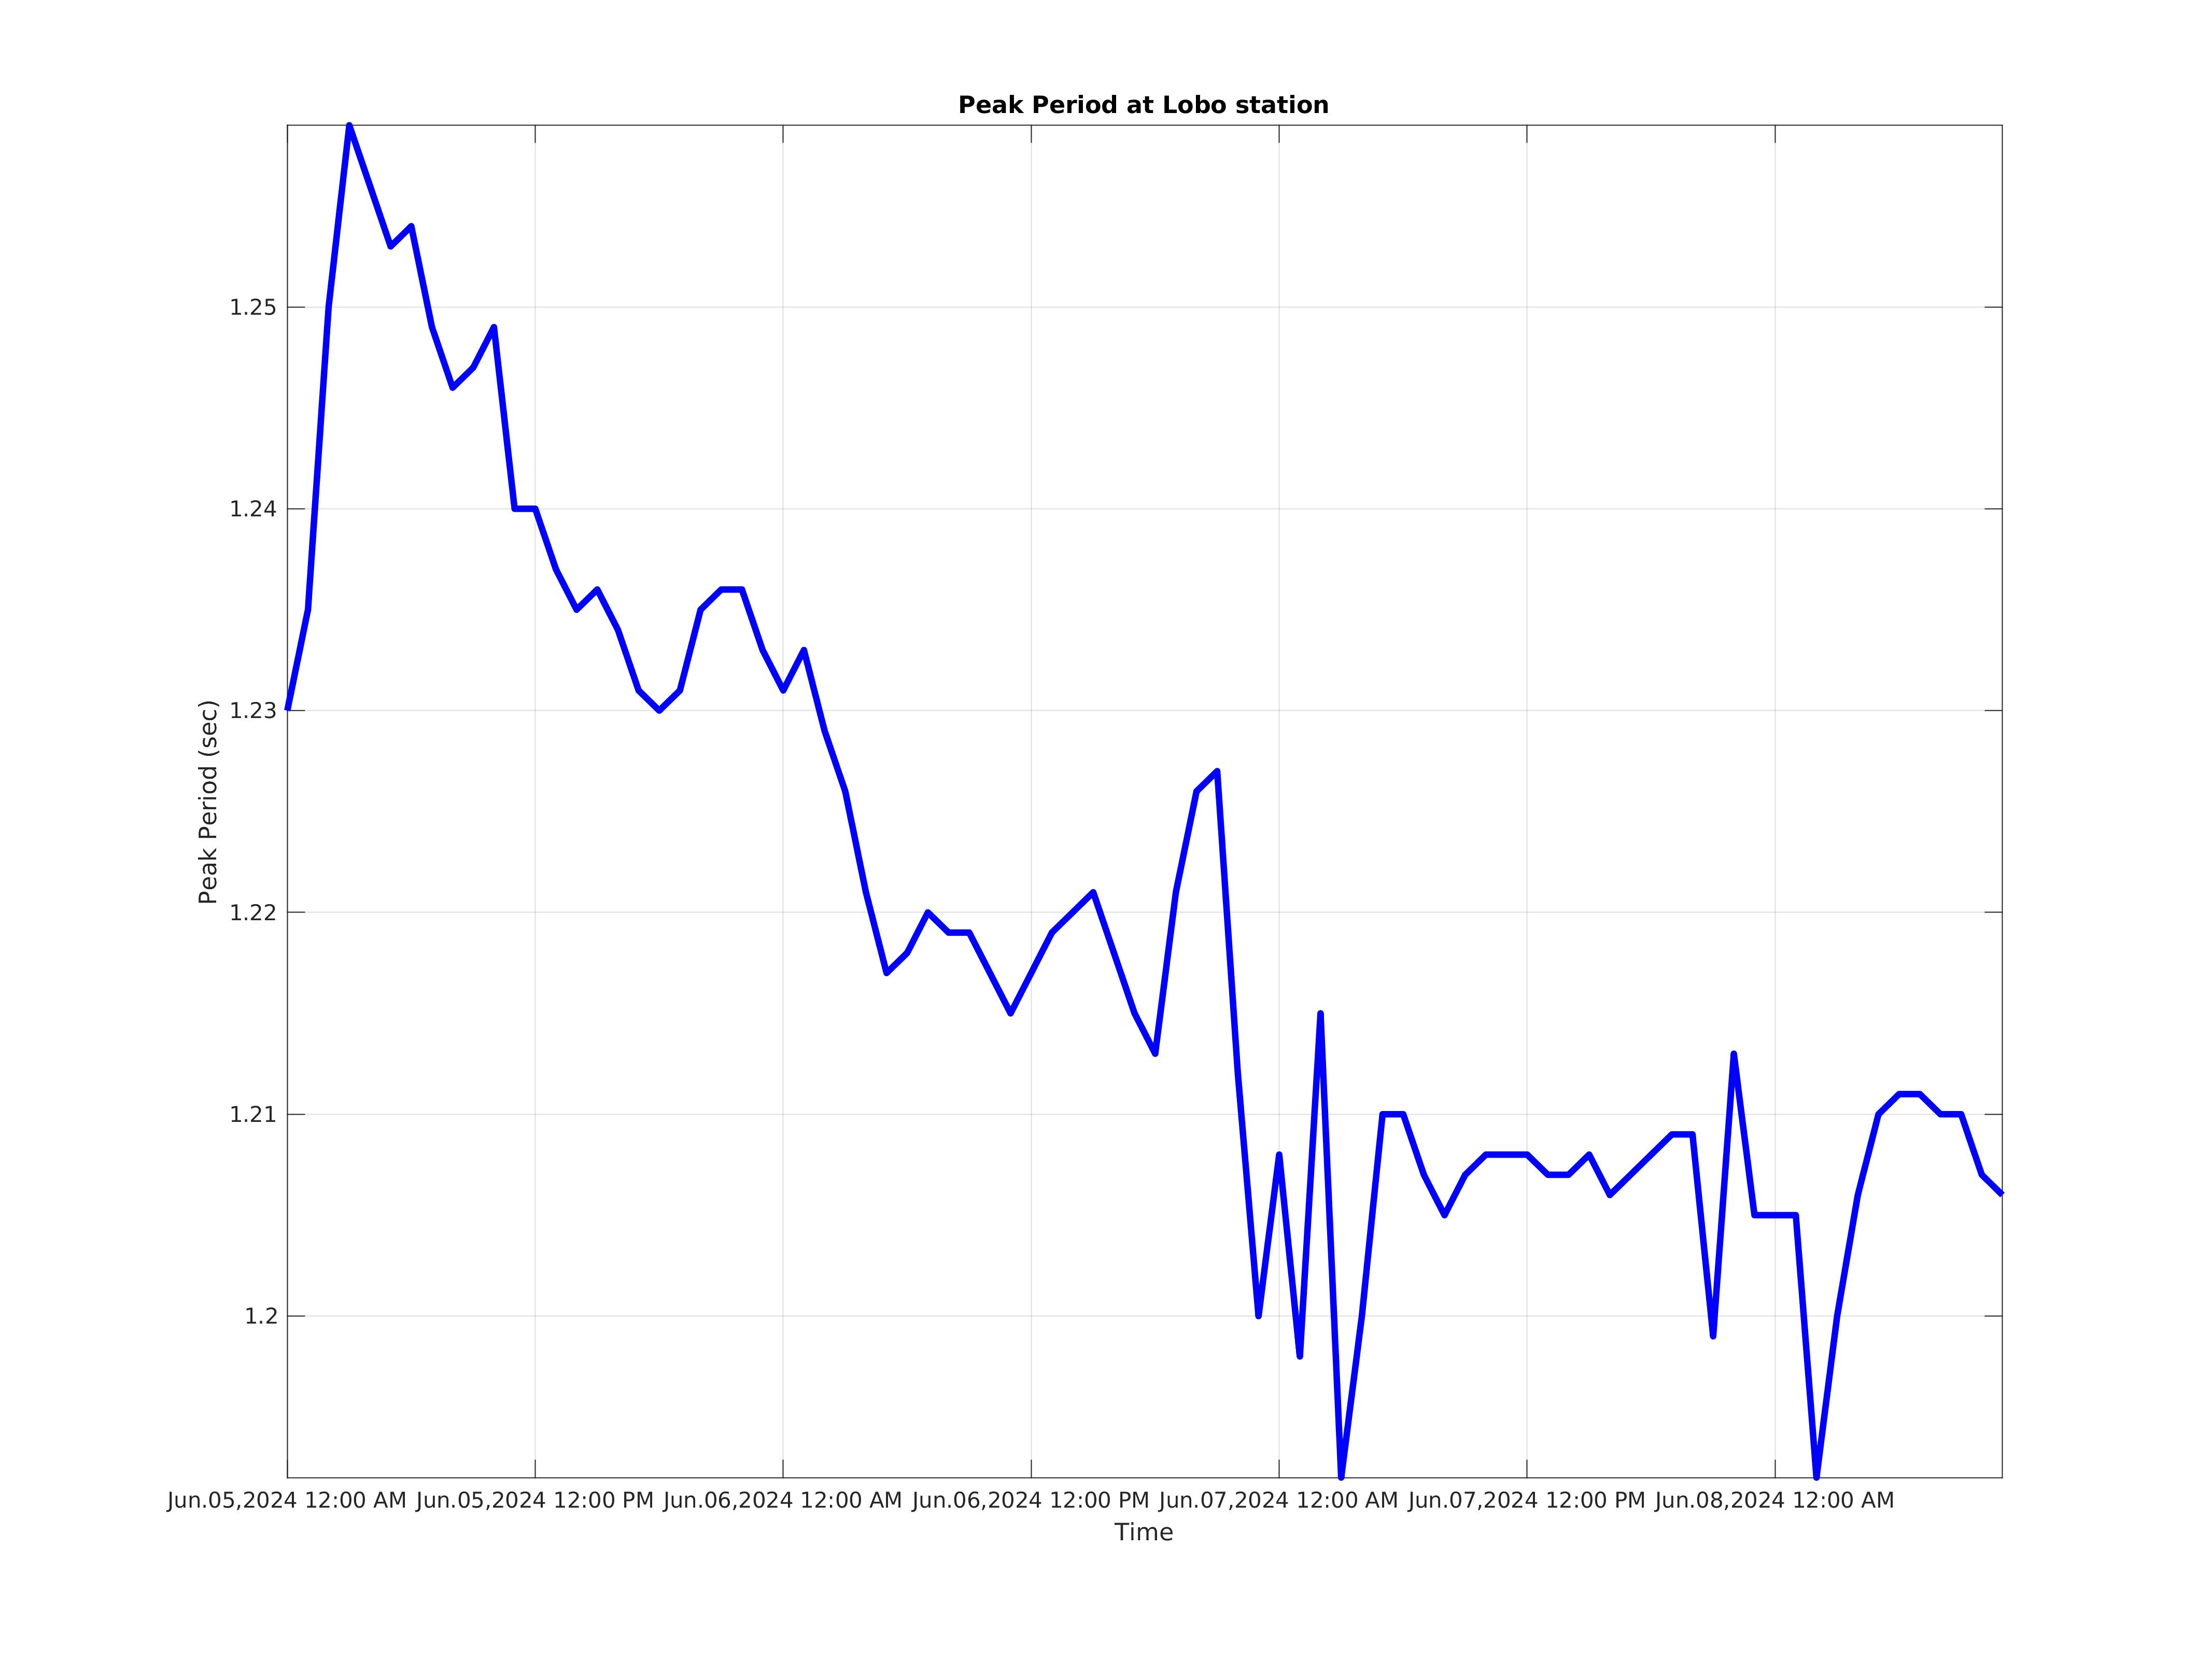 Peak Period at Lobo station
1.25
1.24
1.23
1.22
1.21
1.2
Peak Period (sec)
Jun.05,2024 12:00 AM Jun.05,2024 12:00 PM Jun.06,2024 12:00 AM Jun.06,2024 12:00 PM Jun.07,2024 12:00 AM Jun.07,2024 12:00 PM Jun.08,2024 12:00 AM
Time